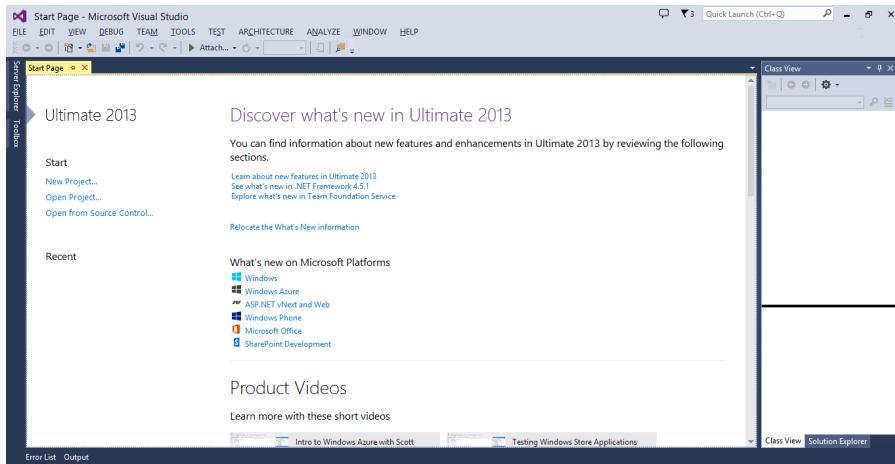 Start Page - Microsoft Visual Studio
3
Quick Launch (Ctrl+Q)
FILE EDIT VIEW DEBUG TEAM TOOLS TEST ARCHITECTURE ANALYZE WINDOW HELP
Attach...
Server Explorer
Toolbox
Start Page
Ultimate 2013
Start
New Project...
Open Project...
Open from Source Control...
Recent
Discover what's new in Ultimate 2013
You can find information about new features and enhancements in Ultimate 2013 by reviewing the following
sections.
Learn about new features in Ultimate 2013
See what's new in .NET Framework 4.5.1
Explore what's new in Team Foundation Service
Relocate the What's New information
What's new on Microsoft Platforms
Windows
Windows Azure
ASP.NET vNext and Web
Windows Phone
Microsoft Office
SharePoint Development
Product Videos
Learn more with these short videos
Intro to Windows Azure with Scott
Testing Windows Store Applications
Class View
Class View Solution Explorer
Error List Output